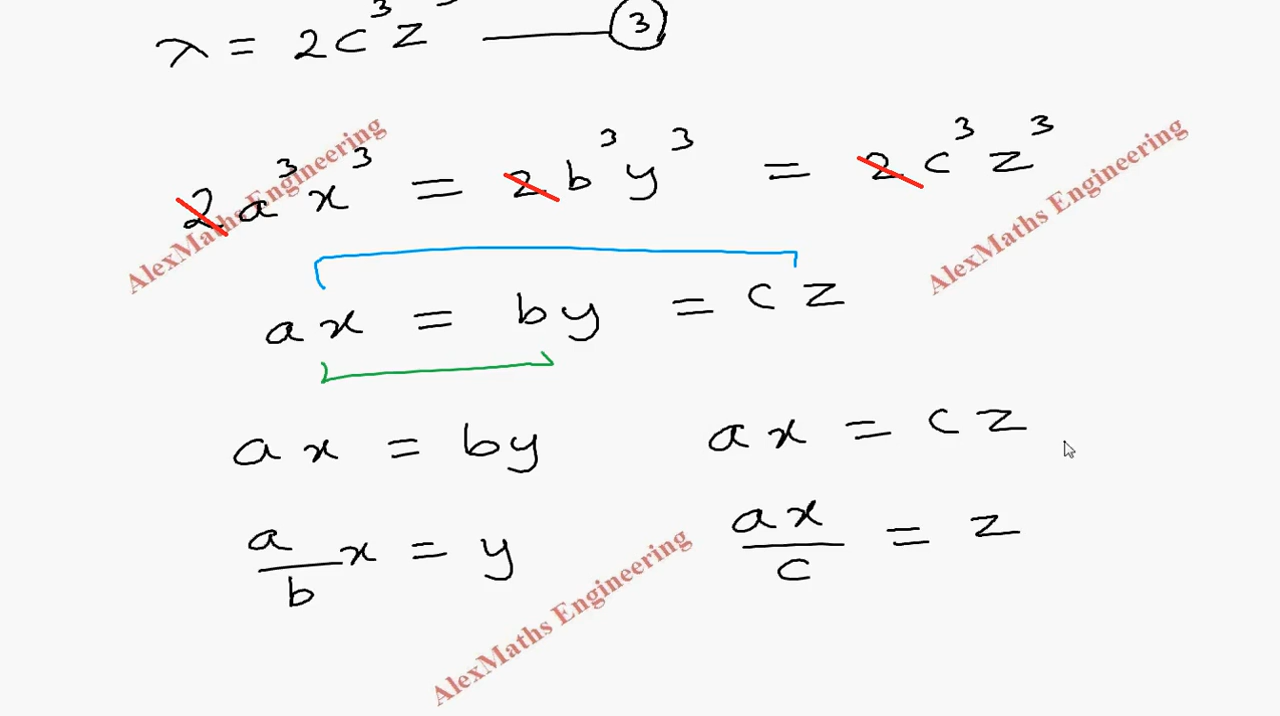 λ = 2c³z³ —— ③
2a³x³ = 2b³y³ = 2c³z³
AlexMaths Engineering
AlexMaths Engineering
ax = by = cz
ax = by
ax = cz
a/b x = y
ax/c = z
AlexMaths Engineering